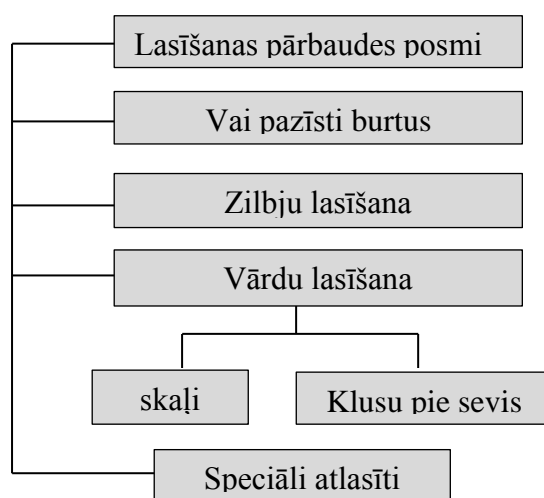 Lasīšanas pārbaudes posmi
Vai pazīsti burtus
Zilbju lasīšana
Vārdu lasīšana
skaļi
Klusu pie sevis
Speciāli atlasīti